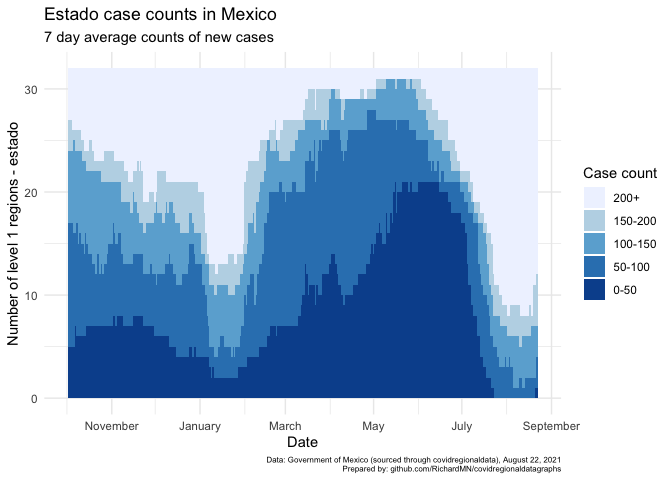 Estado case counts in Mexico
7 day average counts of new cases
Number of level 1 regions - estado
30
20
10
0
November
January
March
May
July
September
Date
Case count
200+
150-200
100-150
50-100
0-50
Data: Government of Mexico (sourced through covidregionaldata), August 22, 2021
Prepared by: github.com/RichardMN/covidregionaldatagraphs